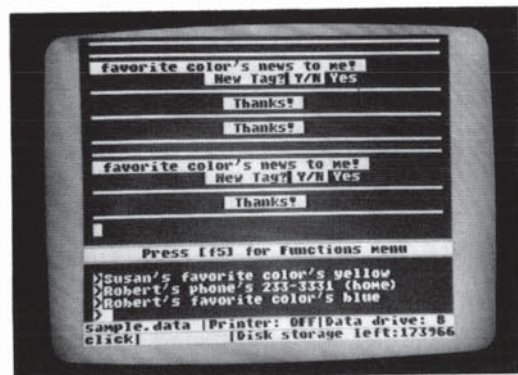 favorite color's news to me!
New Tag? Y/N Yes
Thanks!
Thanks!
favorite color's news to me!
New Tag? Y/N Yes
Thanks!
Press [f5] for Functions menu
>Susan's favorite color's yellow
>Robert's phone's 233-3331 (home)
>Robert's favorite color's blue
>
sample.data |Printer: OFF|Data drive: B
click| |Disk storage left:173966